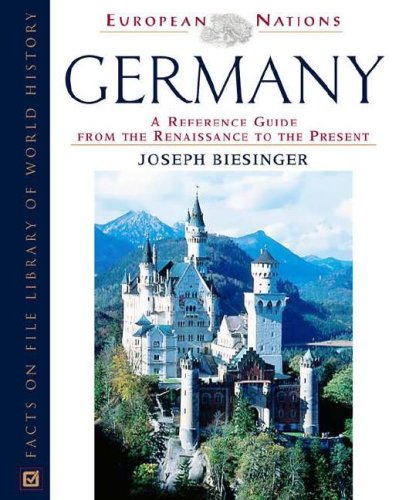 EUROPEAN NATIONS
GERMANY
A REFERENCE GUIDE
FROM THE RENAISSANCE TO THE PRESENT
JOSEPH BIESINGER
FACTS ON FILE LIBRARY OF WORLD HISTORY